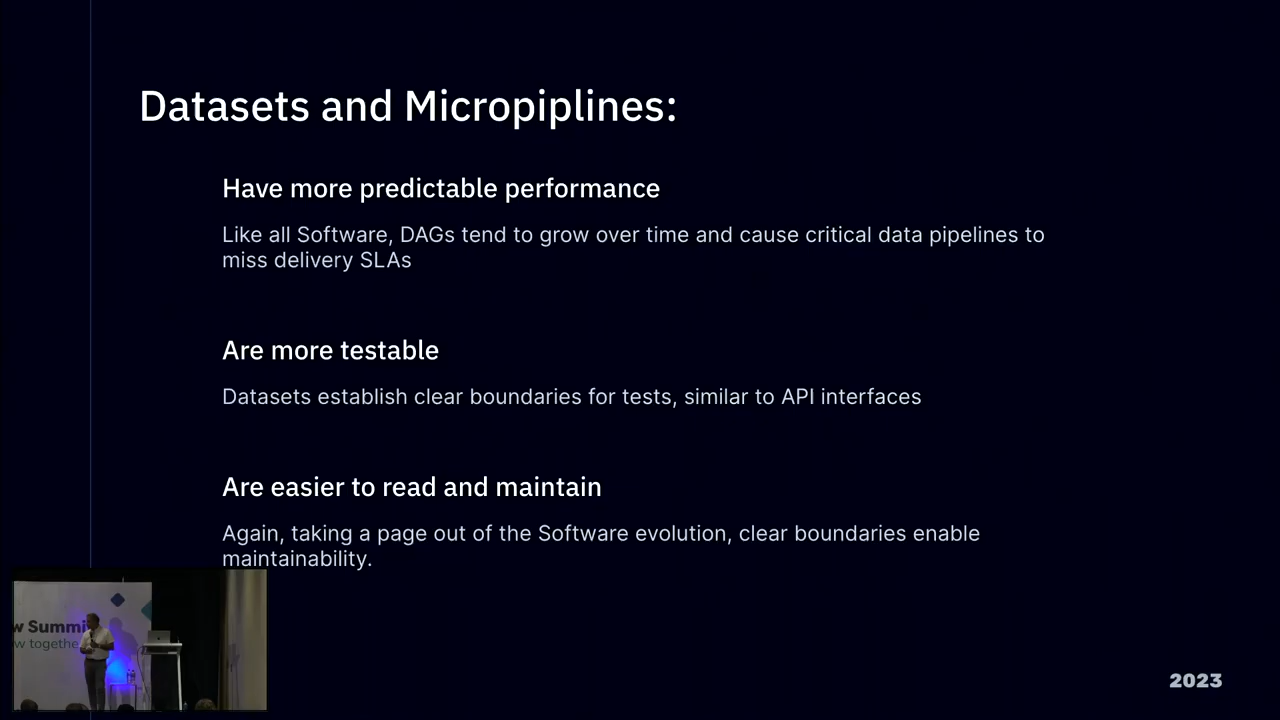 Datasets and Micropiplines:
Have more predictable performance
Like all Software, DAGs tend to grow over time and cause critical data pipelines to
miss delivery SLAs
Are more testable
Datasets establish clear boundaries for tests, similar to API interfaces
Are easier to read and maintain
Again, taking a page out of the Software evolution, clear boundaries enable
maintainability.
w Summi
w togethe
2023